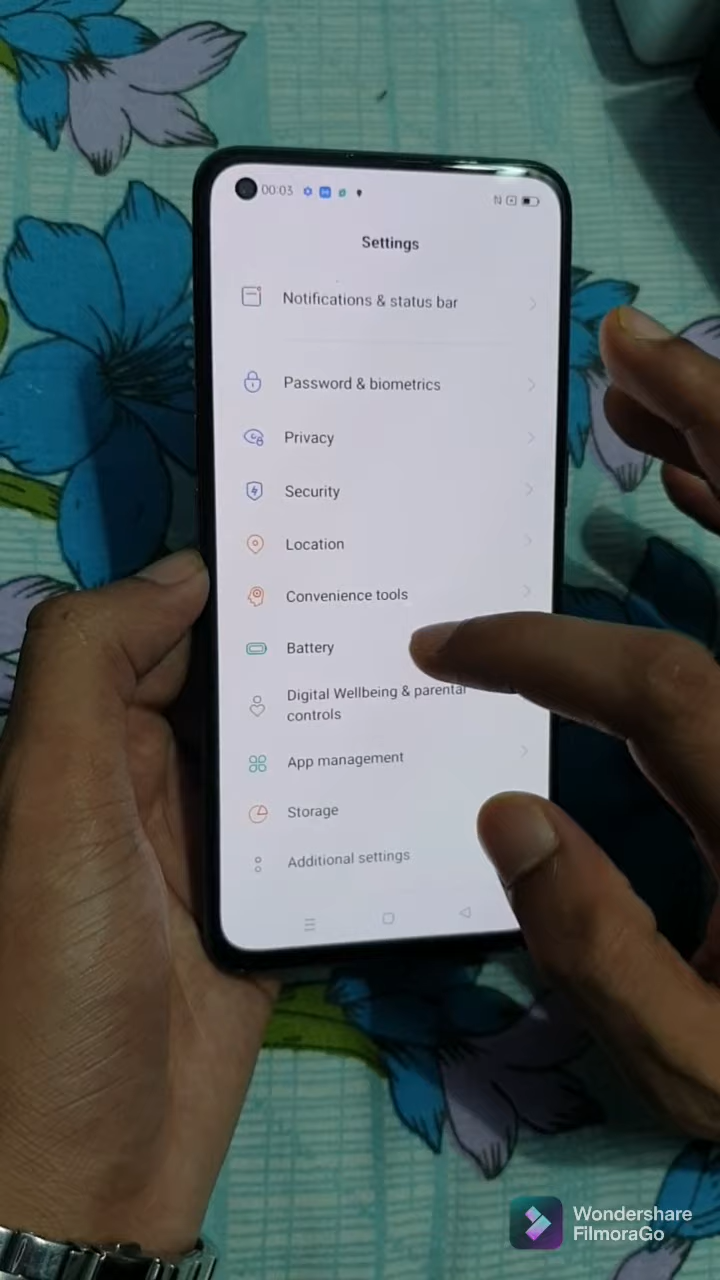 00:03
Settings
Notifications & status bar
Password & biometrics
Privacy
Security
Location
Convenience tools
Battery
Digital Wellbeing & parental
controls
App management
Storage
Additional settings
Wondershare
FilmoraGo